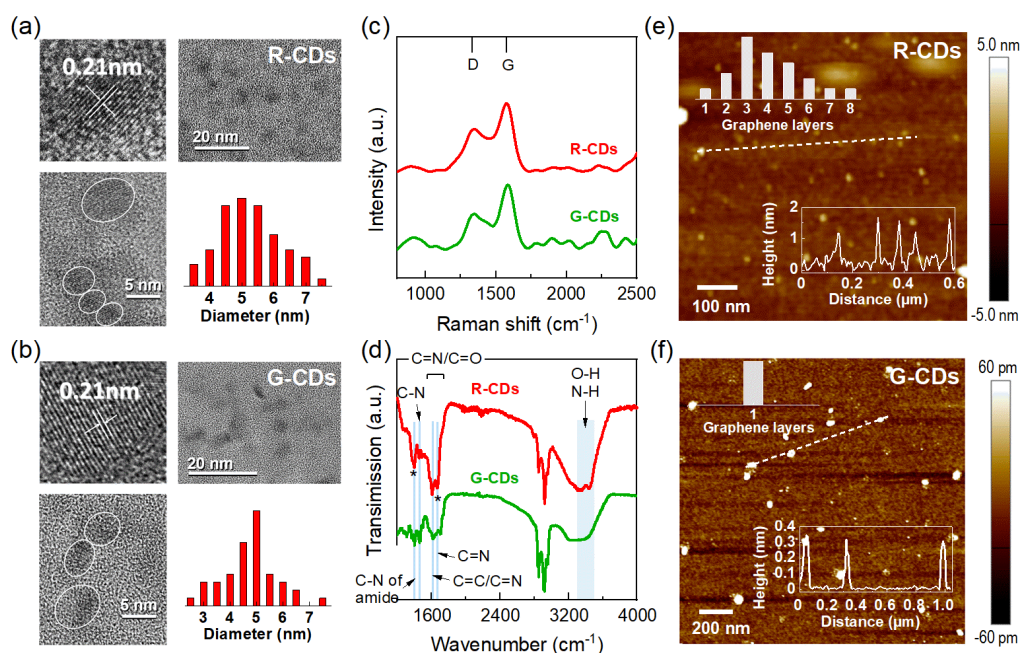 (a)
0.21nm
R-CDs
20 nm
5 nm
4 5 6 7
Diameter (nm)
(b)
0.21nm
G-CDs
20 nm
5 nm
3 4 5 6 7
Diameter (nm)
(c)
D G
Intensity (a.u.)
R-CDs
G-CDs
1000 1500 2000 2500
Raman shift (cm⁻¹)
(d)
C=N/C=O
C-N
R-CDs
O-H
N-H
*
*
Transimission (a.u.)
G-CDs
C=N
C-N of
amide
C=C/C=N
1600 2400 3200 4000
Wavenumber (cm⁻¹)
(e)
R-CDs
1 2 3 4 5 6 7 8
Graphene layers
Height (nm)
2
1
0
0 0.2 0.4 0.6
Distance (µm)
100 nm
5.0 nm
-5.0 nm
(f)
G-CDs
1
Graphene layers
Height (nm)
0.4
0.3
0.2
0.1
0
0 0.2 0.4 0.6 0.8 1.0
Distance (µm)
200 nm
60 pm
-60 pm